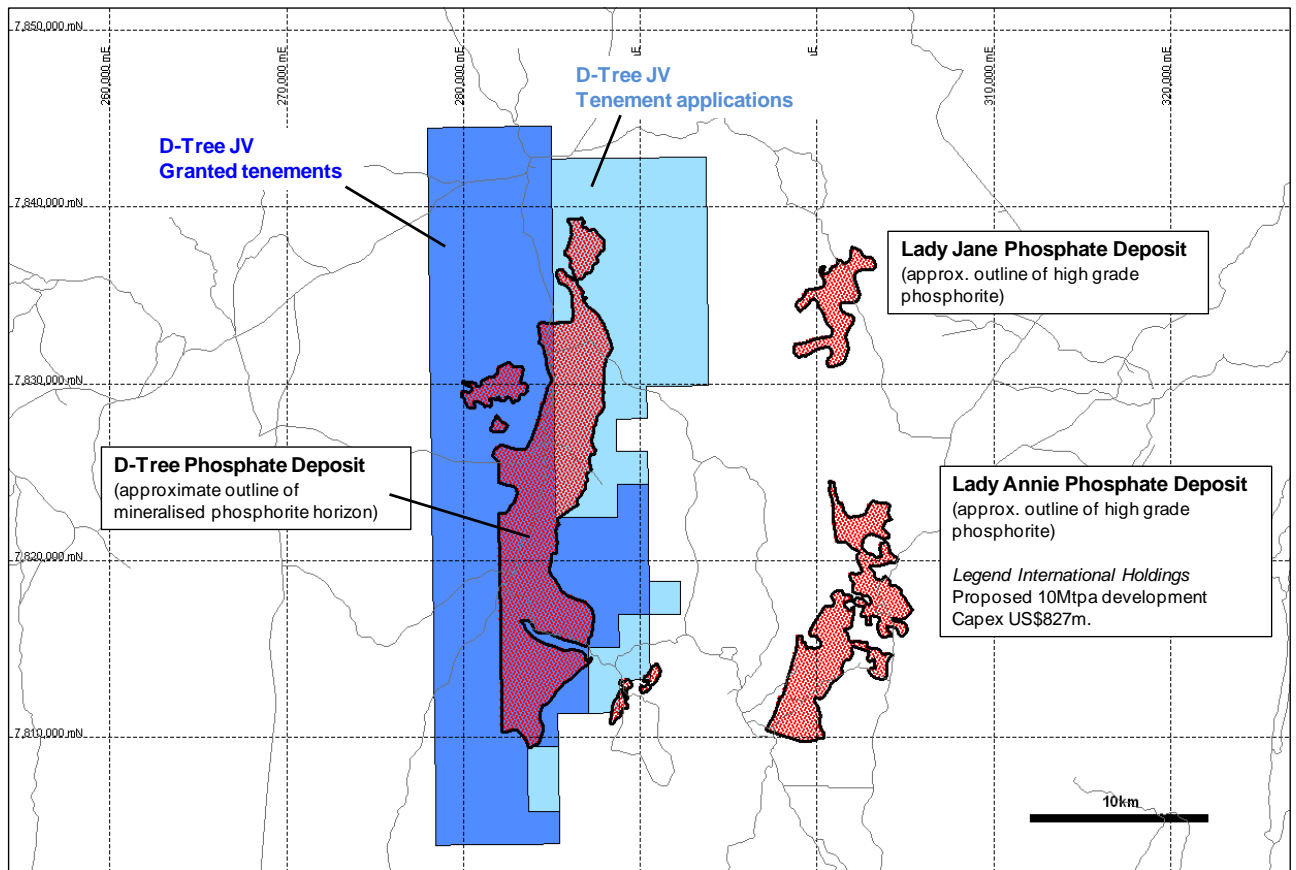 7,850,000 mN
260,000 mE
270,000 mE
280,000 mE
mE
mE
310,000 mE
320,000 mE
D-Tree JV
Tenement applications
D-Tree JV
Granted tenements
7,840,000 mN
Lady Jane Phosphate Deposit
(approx. outline of high grade
phosphorite)
7,830,000 mN
D-Tree Phosphate Deposit
(approximate outline of
mineralised phosphorite horizon)
Lady Annie Phosphate Deposit
(approx. outline of high grade
phosphorite)
Legend International Holdings
Proposed 10Mtpa development
Capex US$827m.
7,820,000 mN
7,810,000 mN
10km